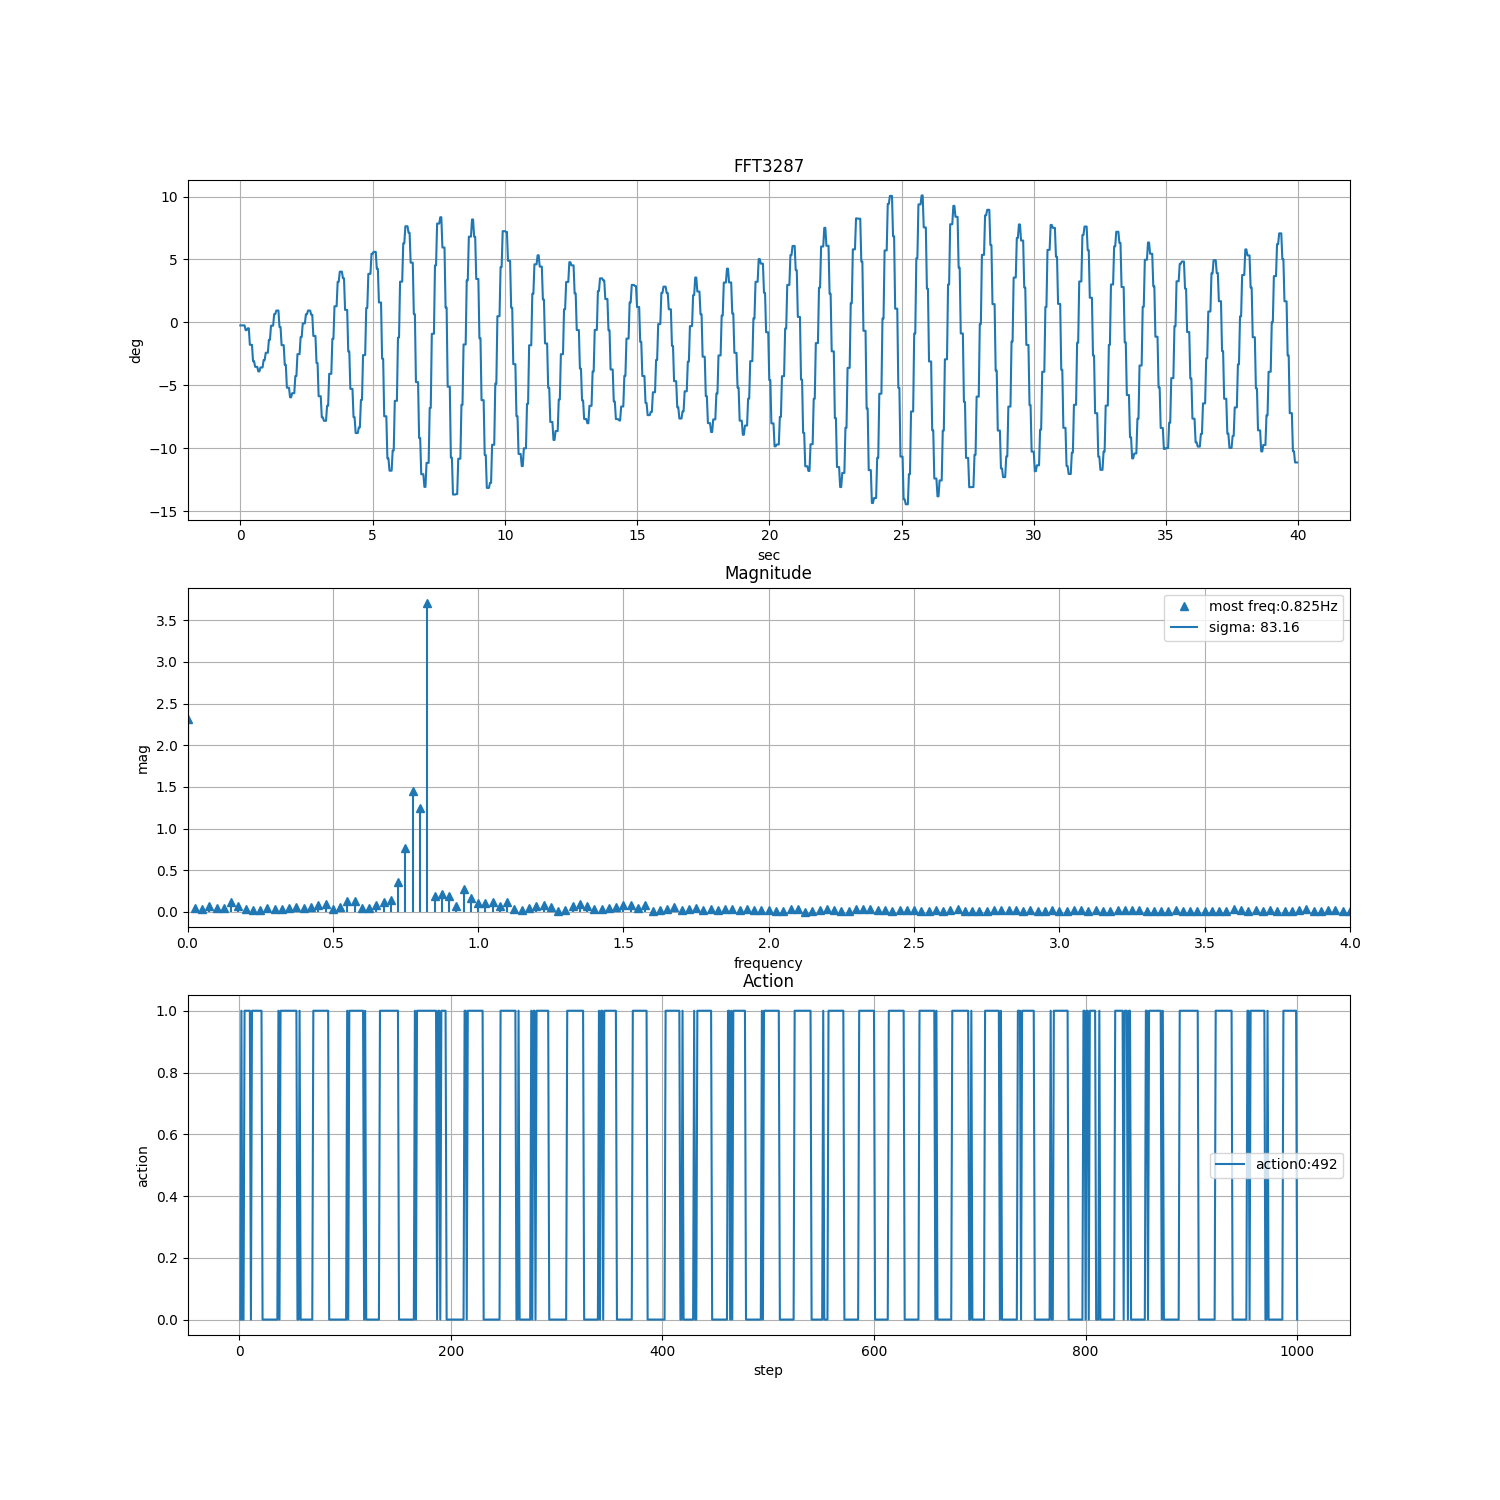 FFT3287
10
5
0
−5
−10
−15
deg
0 5 10 15 20 25 30 35 40
sec
Magnitude
most freq:0.825Hz
sigma: 83.16
3.5
3.0
2.5
2.0
1.5
1.0
0.5
0.0
mag
0.0 0.5 1.0 1.5 2.0 2.5 3.0 3.5 4.0
frequency
Action
1.0
0.8
0.6
0.4
0.2
0.0
action
action0:492
0 200 400 600 800 1000
step